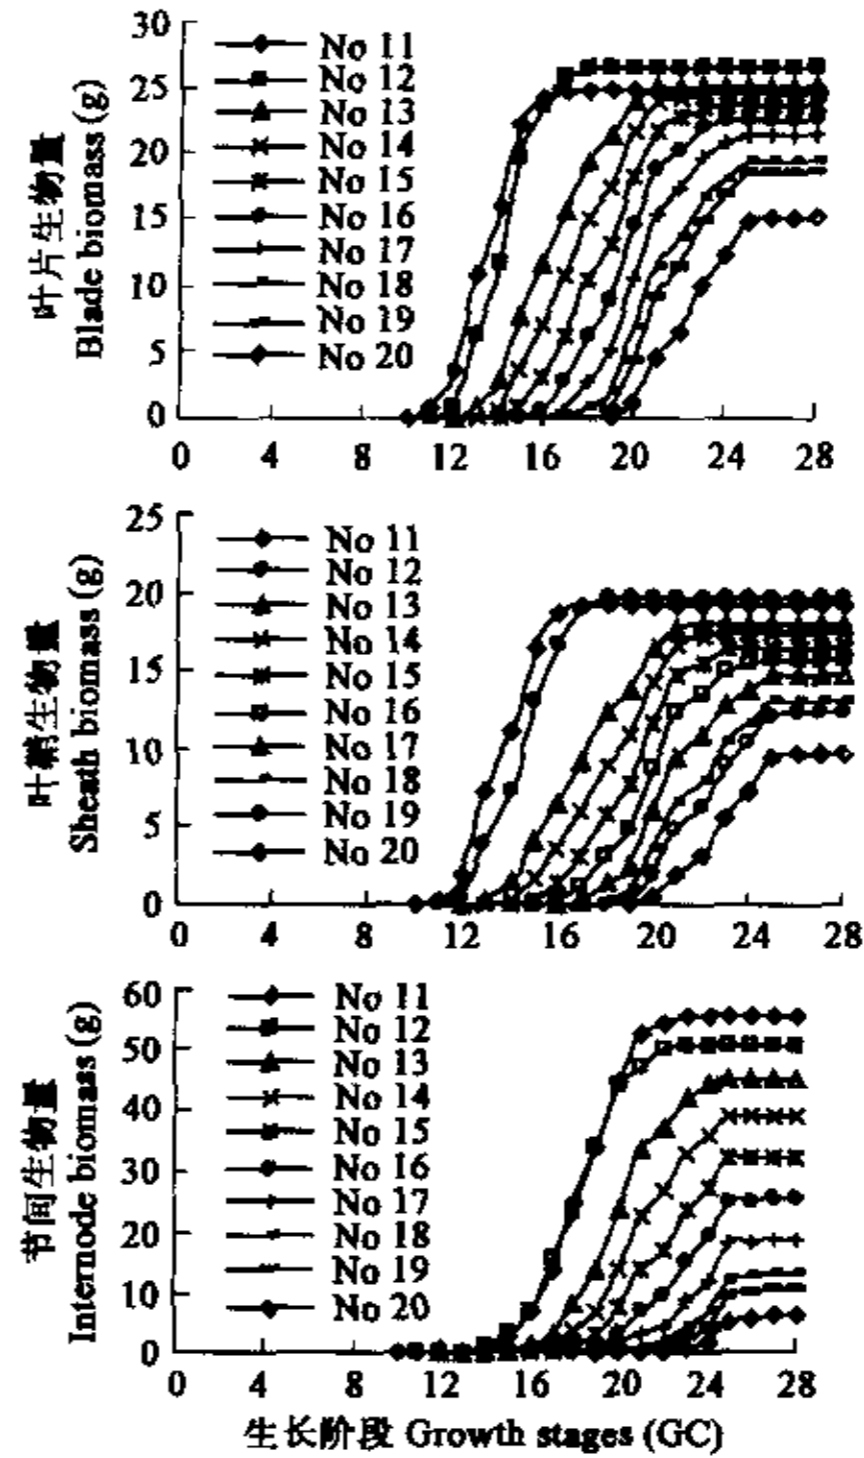 叶片生物量
Blade biomass (g)
30
25
20
15
10
5
0
No 11
No 12
No 13
No 14
No 15
No 16
No 17
No 18
No 19
No 20
0 4 8 12 16 20 24 28
叶鞘生物量
Sheath biomass (g)
25
20
15
10
5
0
No 11
No 12
No 13
No 14
No 15
No 16
No 17
No 18
No 19
No 20
0 4 8 12 16 20 24 28
节间生物量
Internode biomass (g)
60
50
40
30
20
10
0
No 11
No 12
No 13
No 14
No 15
No 16
No 17
No 18
No 19
No 20
0 4 8 12 16 20 24 28
生长阶段 Growth stages (GC)